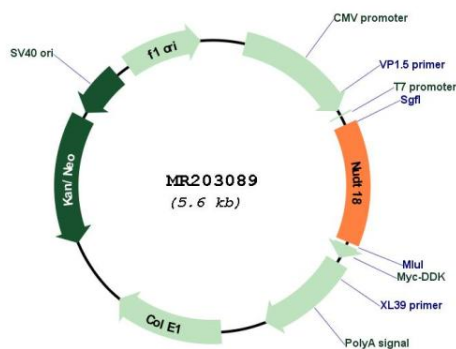 CMV promoter
f1 ori
SV40 ori
VP1.5 primer
T7 promoter
SgfI
Kan/ Neo
MR203089
(5.6 kb)
Nudt 18
MluI
Myc-DDK
XL39 primer
Col E1
PolyA signal